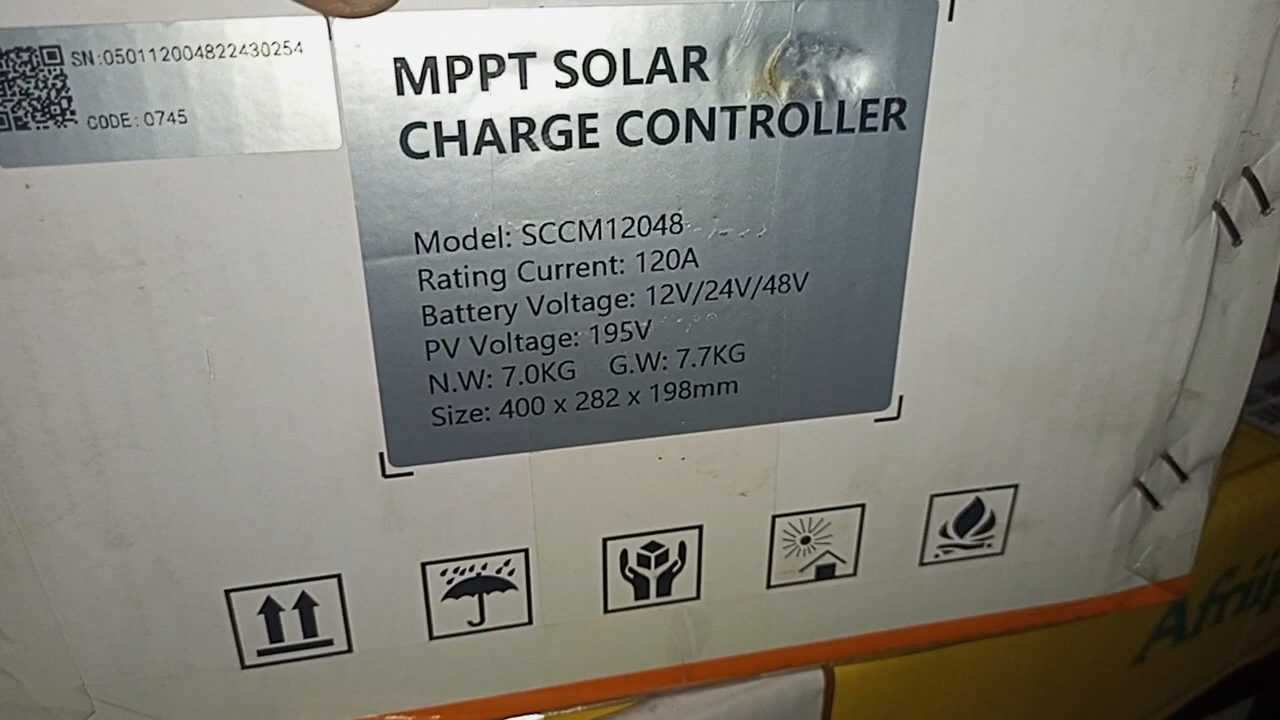 SN:050112004822430254
CODE: 0745
MPPT SOLAR
CHARGE CONTROLLER
Model: SCCM12048
Rating Current: 120A
Battery Voltage: 12V/24V/48V
PV Voltage: 195V
N.W: 7.0KG G.W: 7.7KG
Size: 400 x 282 x 198mm